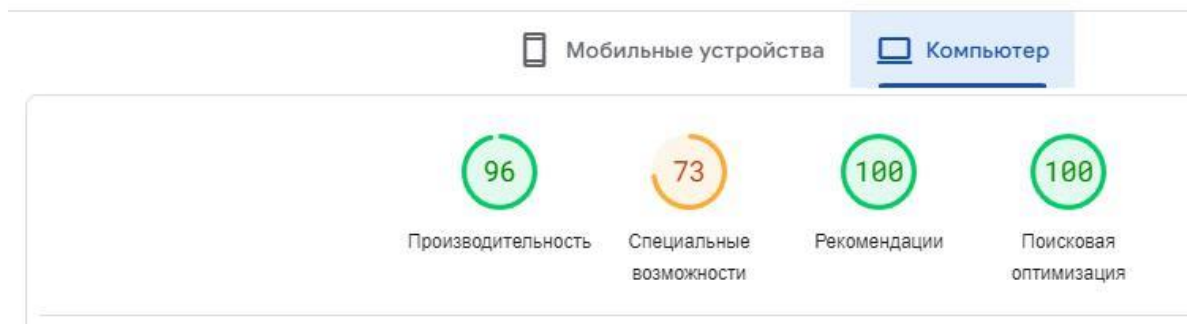 Мобильные устройства Компьютер
96 73 100 100
Производительность Специальные возможности Рекомендации Поисковая оптимизация